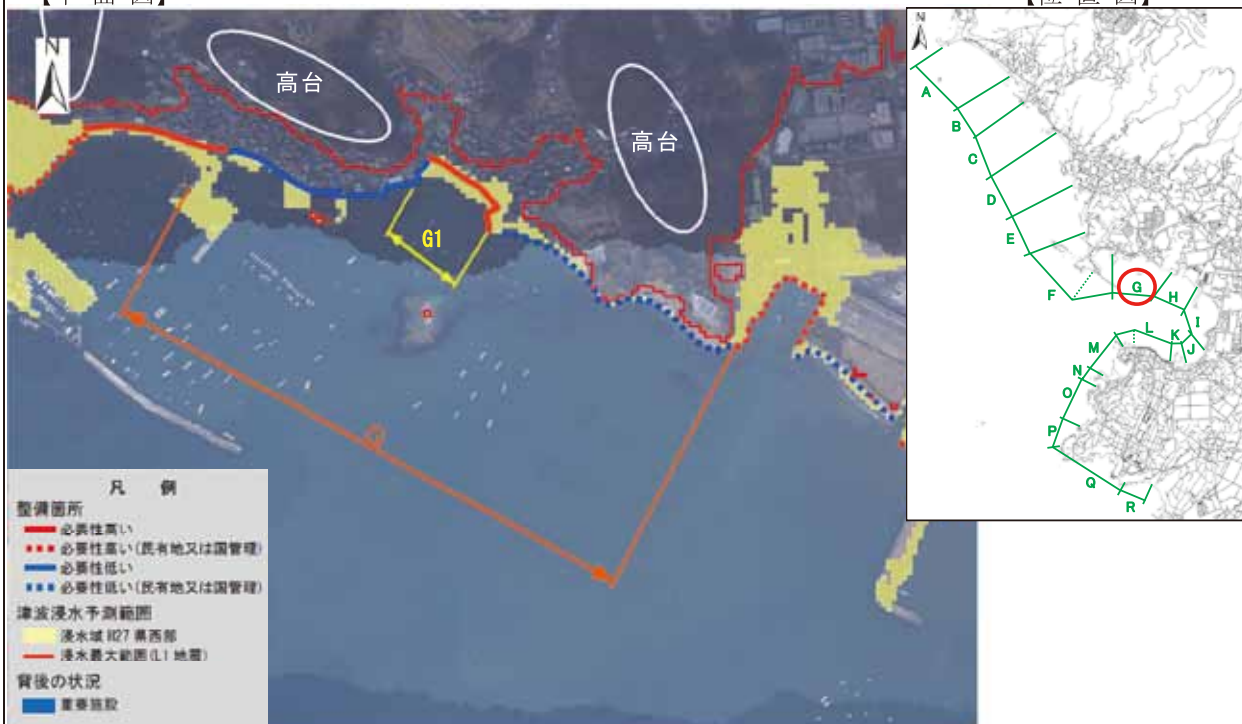 【平面図】
【位置図】
N
高台
高台
G1
G
凡 例
整備箇所
必要性高い
必要性高い(民有地又は国管理)
必要性低い
必要性低い(民有地又は国管理)
津波浸水予測範囲
浸水域 H27 県西部
浸水最大範囲(L1 地震)
背後の状況
重要施設
N
A
B
C
D
E
F
G
H
I
J
K
L
M
N
O
P
Q
R